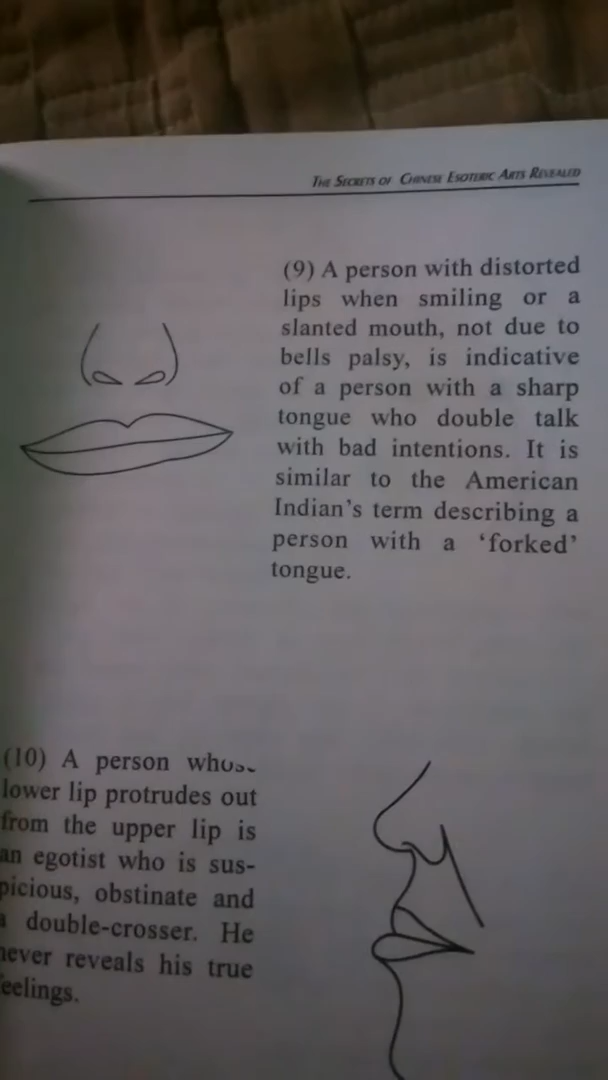 THE SECRETS OF CHINESE ESOTERIC ARTS REVEALED
(9) A person with distorted
lips when smiling or a
slanted mouth, not due to
bells palsy, is indicative
of a person with a sharp
tongue who double talk
with bad intentions. It is
similar to the American
Indian's term describing a
person with a 'forked'
tongue.
(10) A person whose
lower lip protrudes out
from the upper lip is
an egotist who is sus-
picious, obstinate and
a double-crosser. He
never reveals his true
feelings.